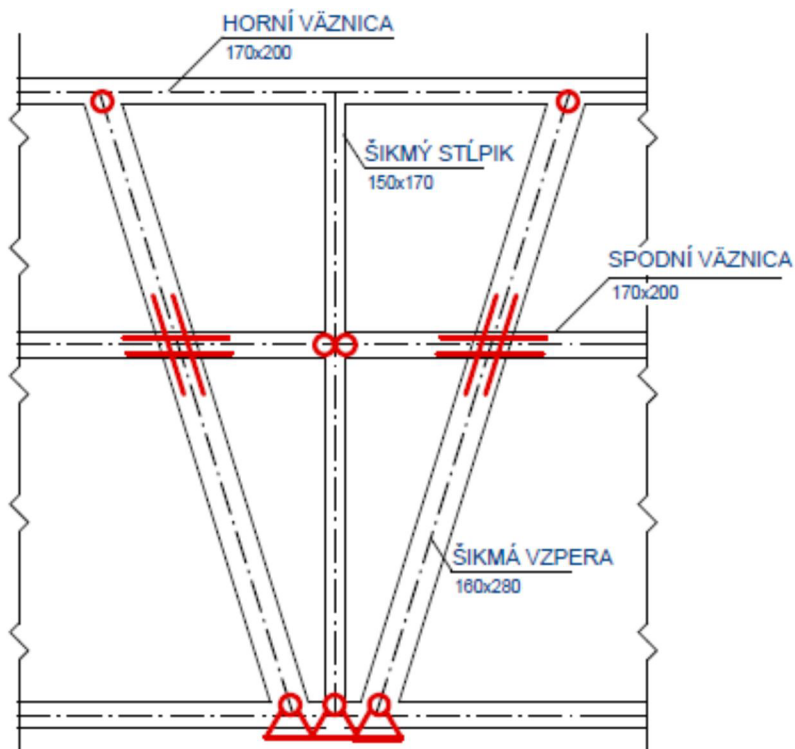 HORNÍ VÄZNICA
170x200
ŠIKMÝ STĹPIK
150x170
SPODNÍ VÄZNICA
170x200
ŠIKMÁ VZPERA
160x280